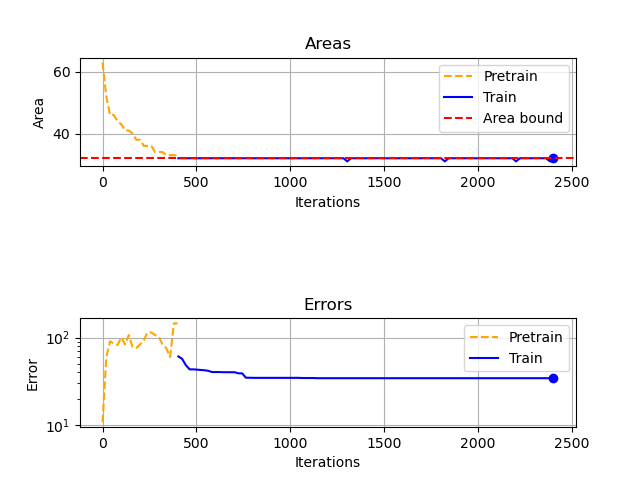 Areas
60
40
Area
Pretrain
Train
Area bound
0 500 1000 1500 2000 2500
Iterations
Errors
10²
10¹
Error
Pretrain
Train
0 500 1000 1500 2000 2500
Iterations